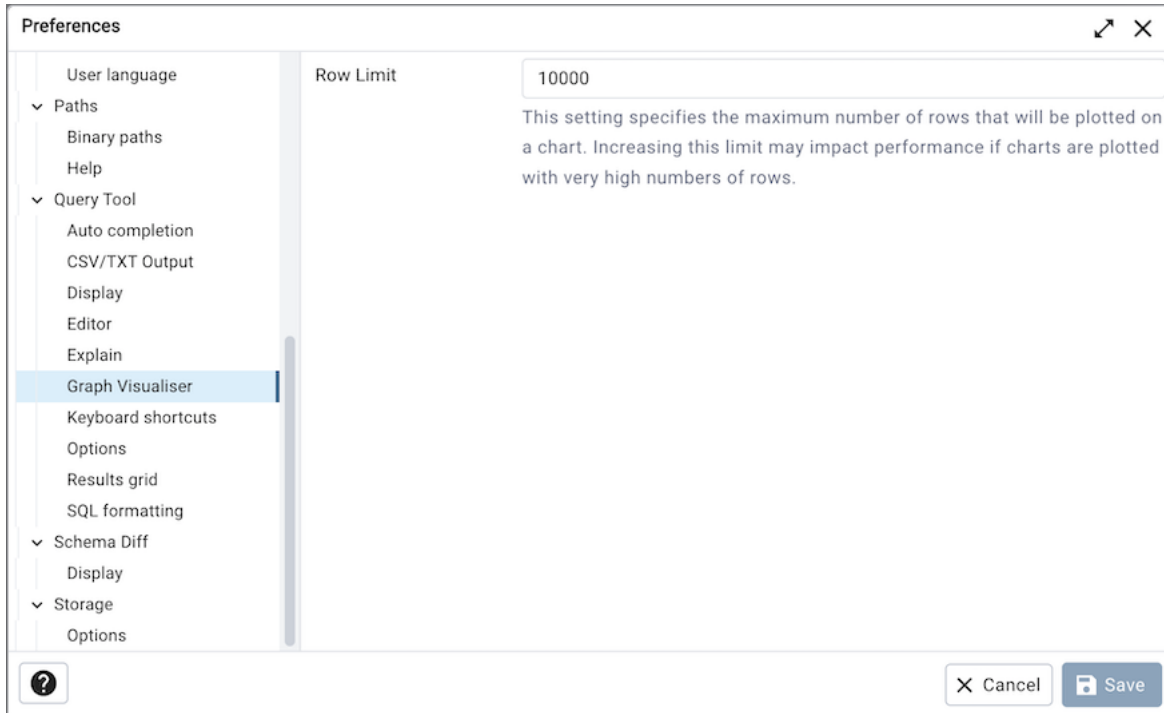 Preferences
User language
Paths
Binary paths
Help
Query Tool
Auto completion
CSV/TXT Output
Display
Editor
Explain
Graph Visualiser
Keyboard shortcuts
Options
Results grid
SQL formatting
Schema Diff
Display
Storage
Options
Row Limit
10000
This setting specifies the maximum number of rows that will be plotted on
a chart. Increasing this limit may impact performance if charts are plotted
with very high numbers of rows.
?
Cancel
Save